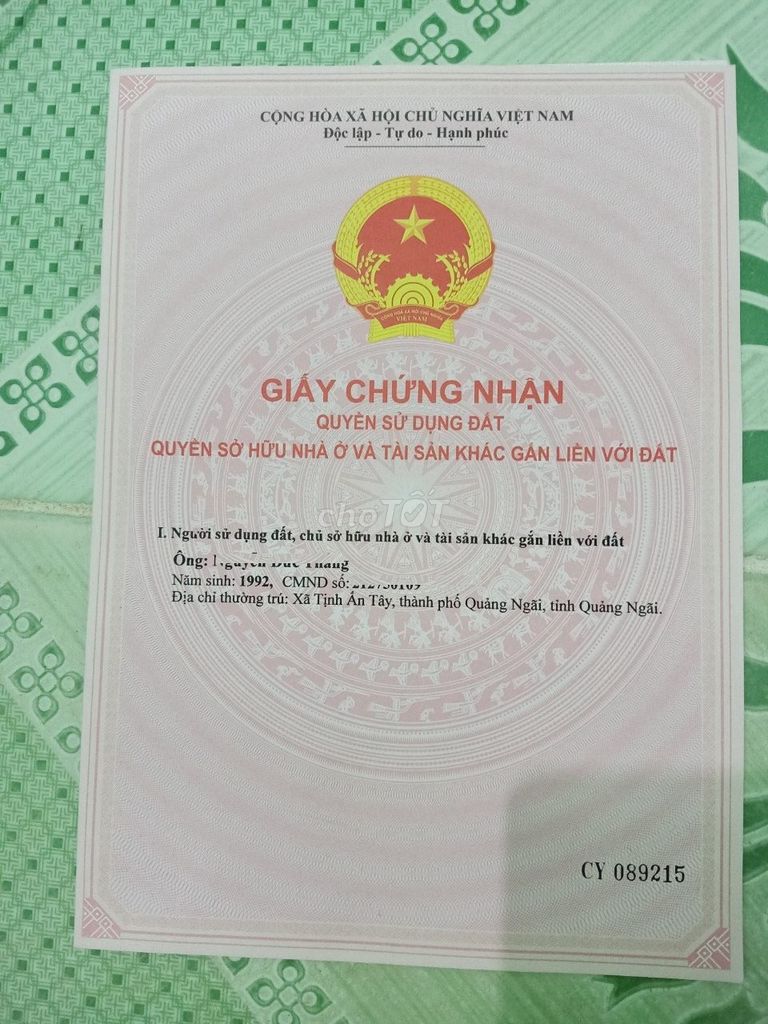 CỘNG HÒA XÃ HỘI CHỦ NGHĨA VIỆT NAM
Độc lập - Tự do - Hạnh phúc
CỘNG HÒA XÃ HỘI CHỦ NGHĨA
VIỆT NAM
GIẤY CHỨNG NHẬN
QUYỀN SỬ DỤNG ĐẤT
QUYỀN SỞ HỮU NHÀ Ở VÀ TÀI SẢN KHÁC GẮN LIỀN VỚI ĐẤT
choTỐT
I. Người sử dụng đất, chủ sở hữu nhà ở và tài sản khác gắn liền với đất
Ông:
Năm sinh: 1992, CMND số:
Địa chỉ thường trú: Xã Tịnh Ấn Tây, thành phố Quảng Ngãi, tỉnh Quảng Ngãi.
CY 089215